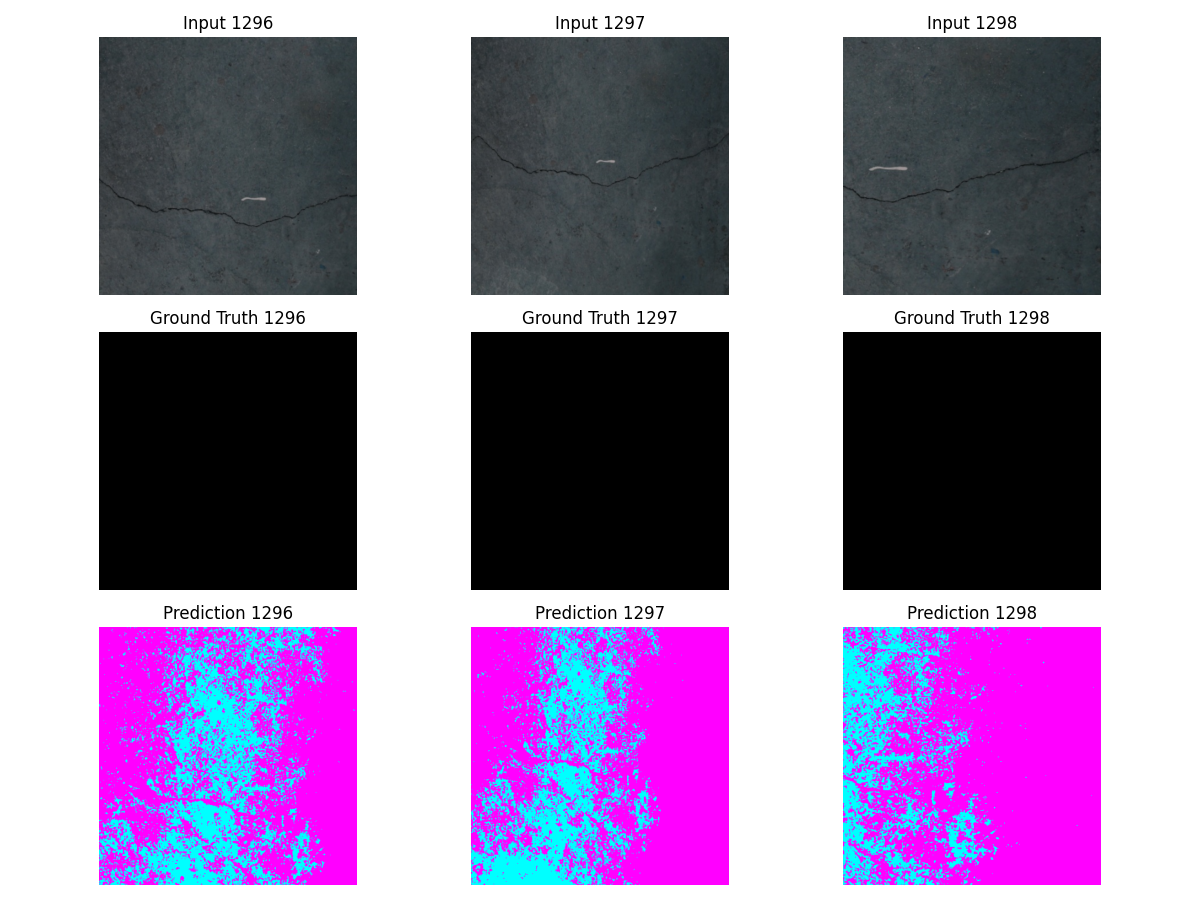 Input 1296
Input 1297
Input 1298
Ground Truth 1296
Ground Truth 1297
Ground Truth 1298
Prediction 1296
Prediction 1297
Prediction 1298